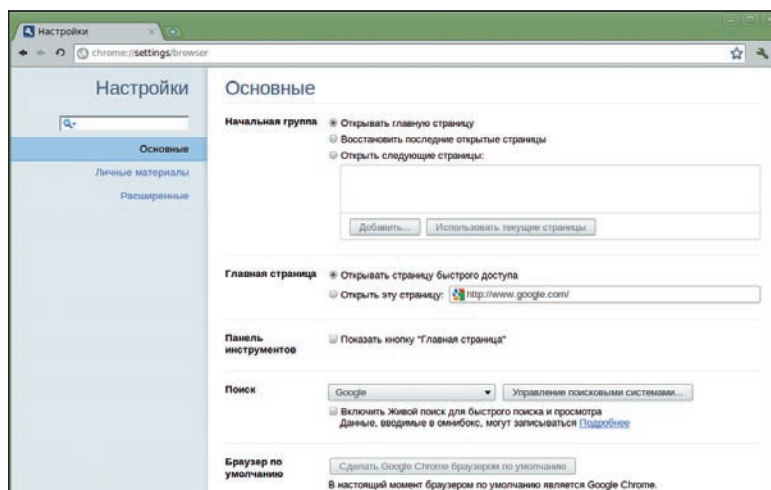 Настройки
chrome://settings/browser
Настройки
Основные
Личные материалы
Расширенные
Основные
Начальная группа
Открывать главную страницу
Восстановить последние открытые страницы
Открыть следующие страницы:
Добавить...
Использовать текущие страницы
Главная страница
Открывать страницу быстрого доступа
Открыть эту страницу:
http://www.google.com/
Панель
инструментов
Показать кнопку "Главная страница"
Поиск
Google
Управление поисковыми системами...
Включить Живой поиск для быстрого поиска и просмотра
Данные, вводимые в омнибокс, могут записываться Подробнее
Браузер по
умолчанию
Сделать Google Chrome браузером по умолчанию
В настоящий момент браузером по умолчанию является Google Chrome.